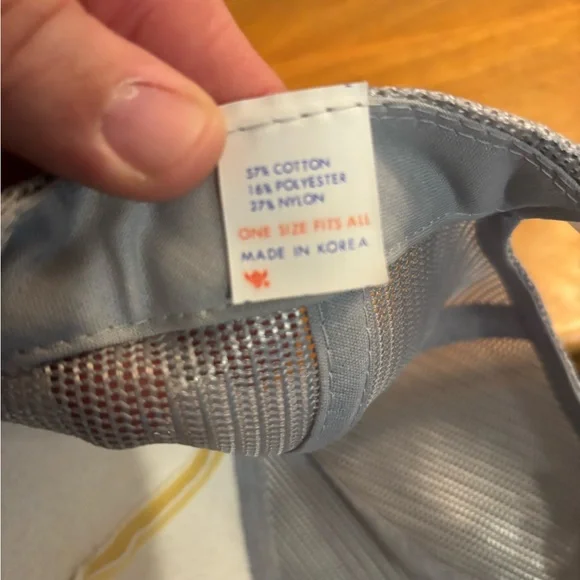 57% COTTON
16% POLYESTER
27% NYLON
ONE SIZE FITS ALL
MADE IN KOREA